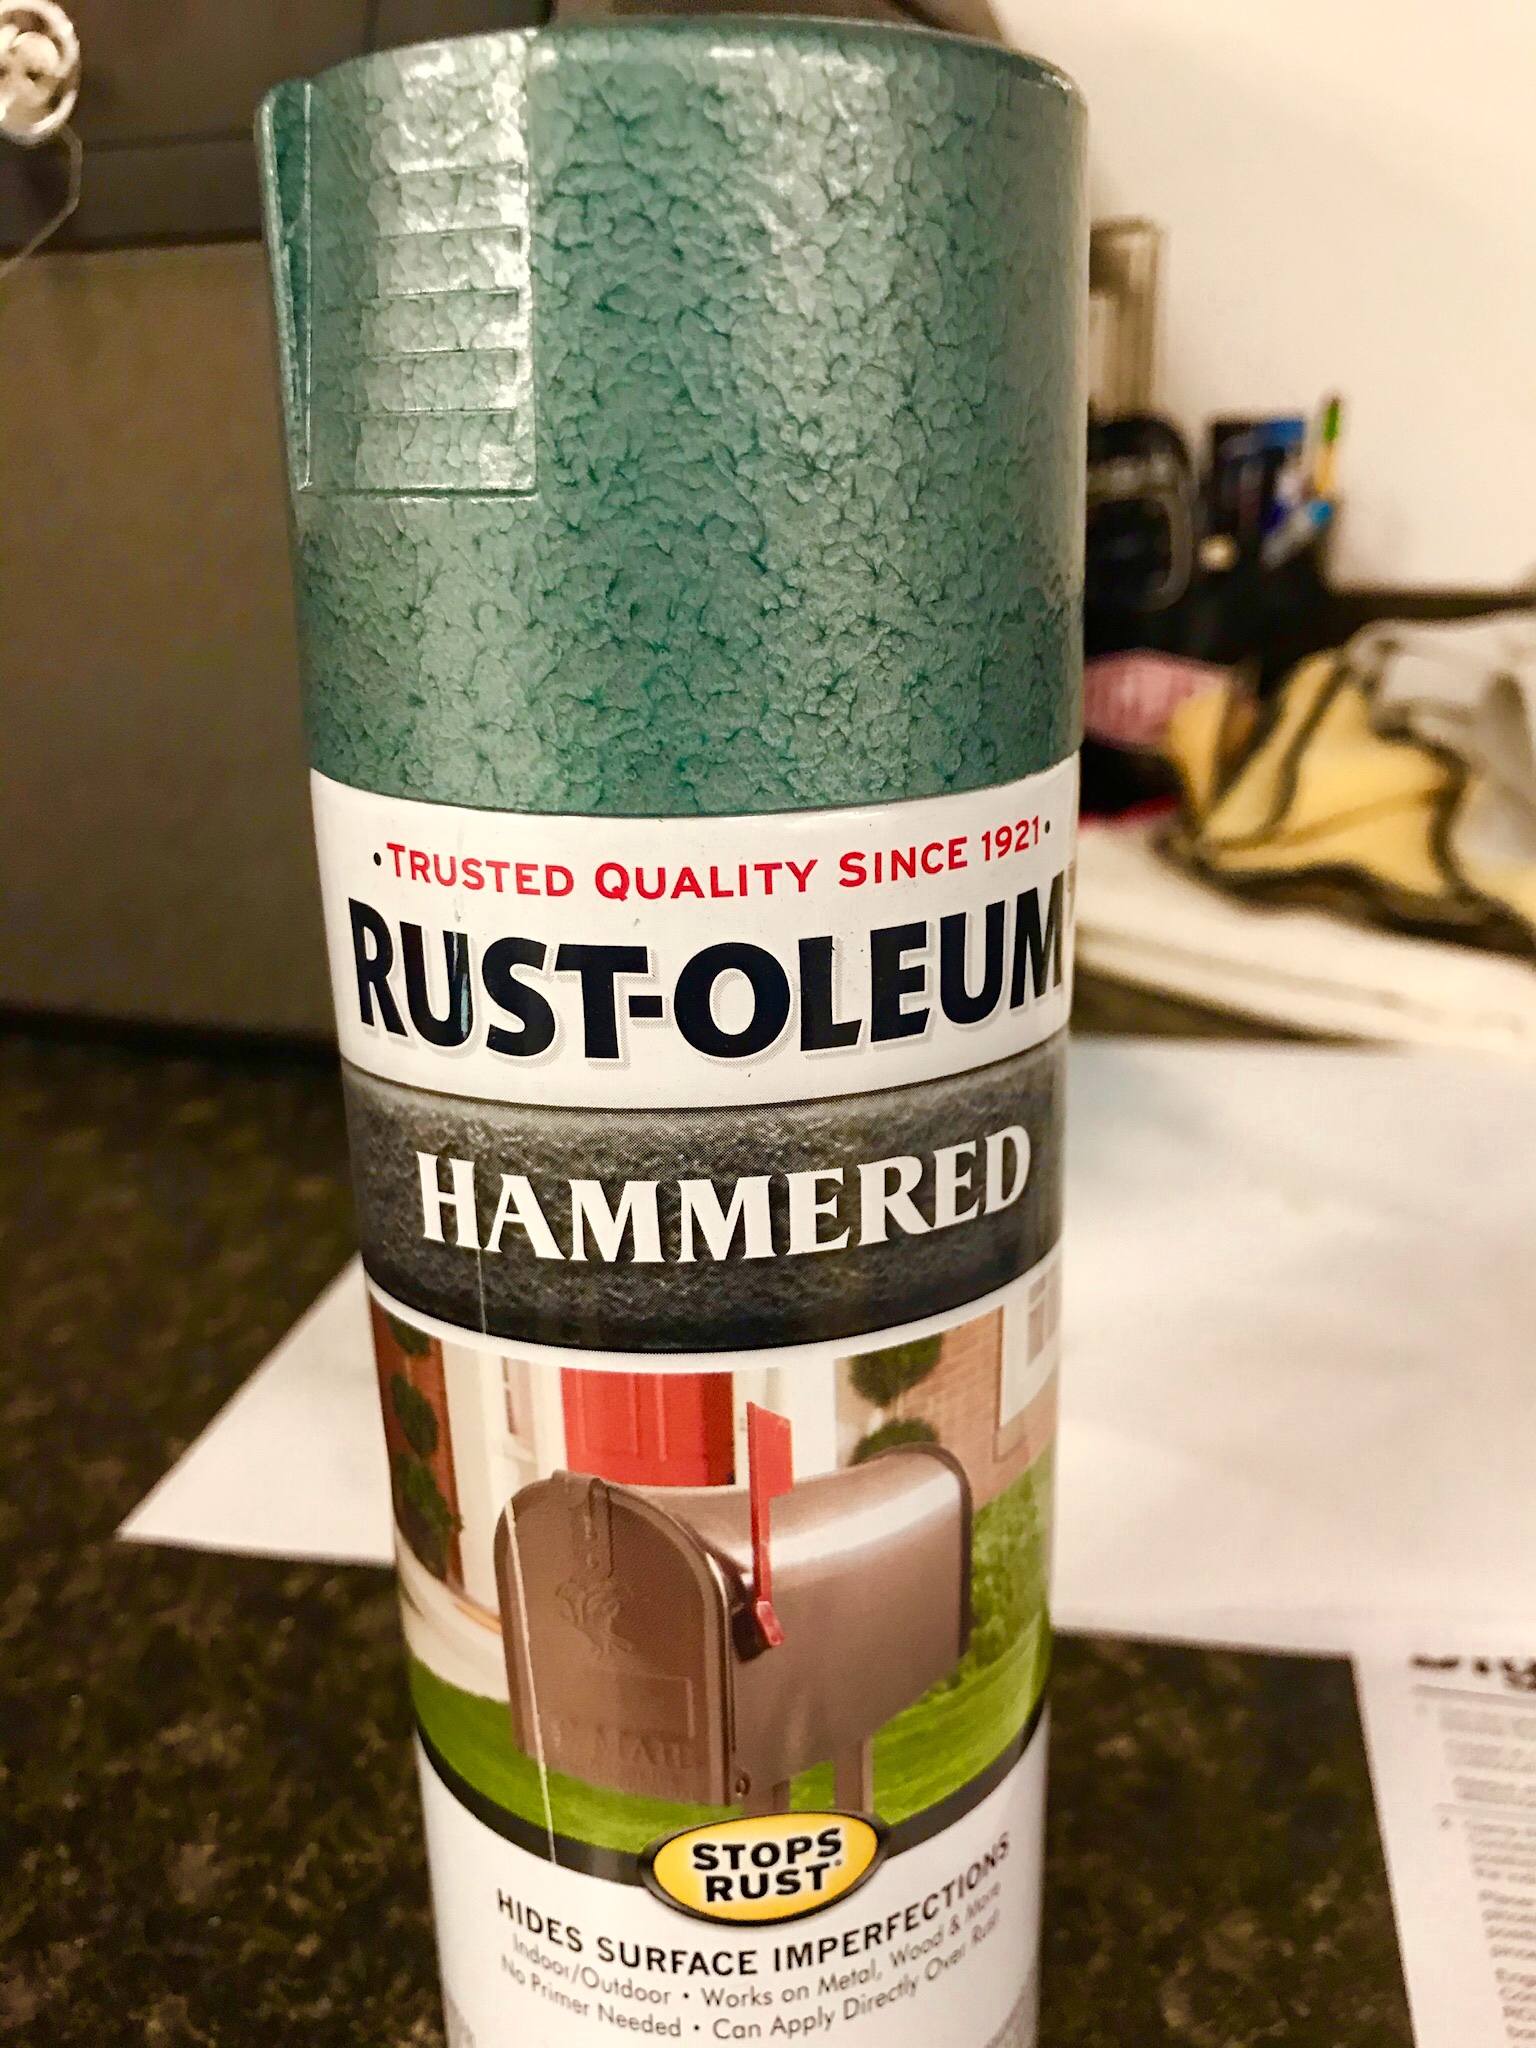 •TRUSTED QUALITY SINCE 1921•
RUST-OLEUM
HAMMERED
MAIL
STOPS
RUST®
HIDES SURFACE IMPERFECTIONS
Indoor/Outdoor • Works on Metal, Wood & More
No Primer Needed • Can Apply Directly Over Rust